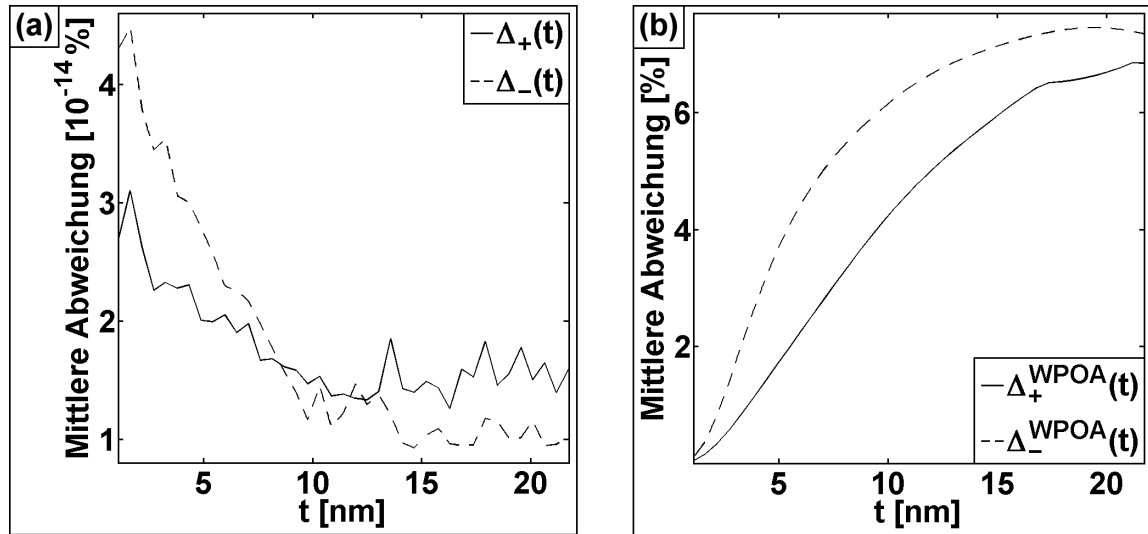 (a)
Δ₊(t)
Δ₋(t)
Mittlere Abweichung [10⁻¹⁴%]
4
3
2
1
5 10 15 20
t [nm]
(b)
Mittlere Abweichung [%]
6
4
2
Δ₊ᵂᴾᴼᴬ(t)
Δ₋ᵂᴾᴼᴬ(t)
5 10 15 20
t [nm]